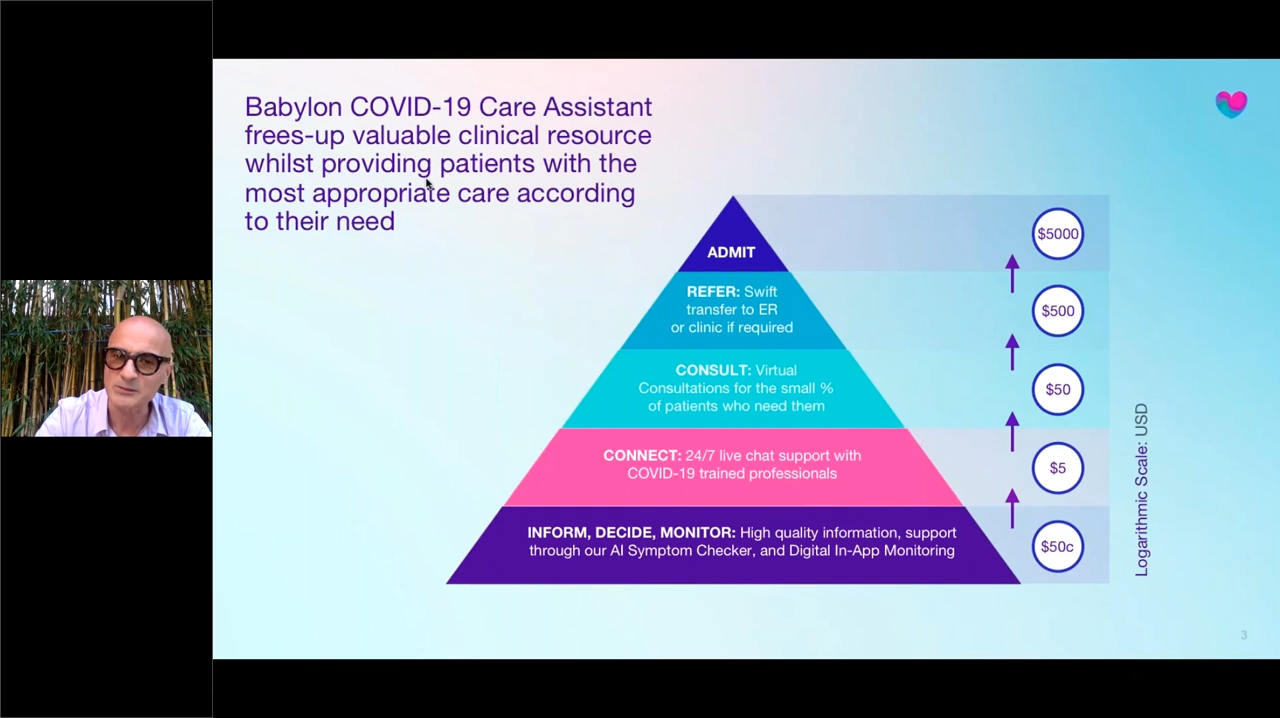 Babylon COVID-19 Care Assistant
frees-up valuable clinical resource
whilst providing patients with the
most appropriate care according
to their need
ADMIT
$5000
REFER: Swift
transfer to ER
or clinic if required
$500
CONSULT: Virtual
Consultations for the small %
of patients who need them
$50
CONNECT: 24/7 live chat support with
COVID-19 trained professionals
$5
INFORM, DECIDE, MONITOR: High quality information, support
through our AI Symptom Checker, and Digital In-App Monitoring
$50c
Logarithmic Scale: USD
3